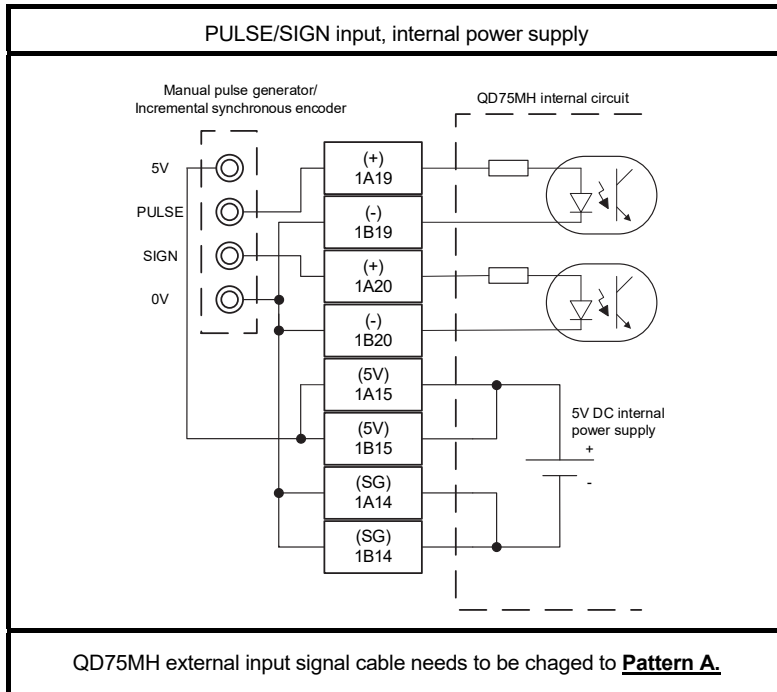 PULSE/SIGN input, internal power supply
Manual pulse generator/
Incremental synchronous encoder
QD75MH internal circuit
5V
PULSE
SIGN
0V
(+)
1A19
(-)
1B19
(+)
1A20
(-)
1B20
(5V)
1A15
(5V)
1B15
(SG)
1A14
(SG)
1B14
5V DC internal
power supply
+
-
QD75MH external input signal cable needs to be chaged to Pattern A.